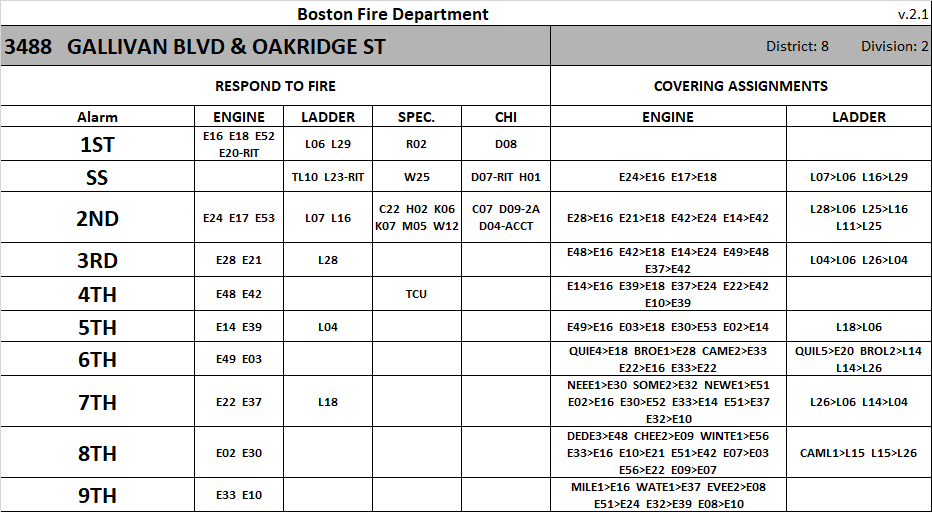 Boston Fire Department v.2.1
3488 GALLIVAN BLVD & OAKRIDGE ST District: 8 Division: 2
RESPOND TO FIRE COVERING ASSIGNMENTS
Alarm ENGINE LADDER SPEC. CHI ENGINE LADDER
1ST
E16 E18 E52
E20-RIT
L06 L29
R02
D08
SS
TL10 L23-RIT
W25
D07-RIT H01
E24>E16 E17>E18
L07>L06 L16>L29
2ND
E24 E17 E53
L07 L16
C22 H02 K06
K07 M05 W12
C07 D09-2A
D04-ACCT
E28>E16 E21>E18 E42>E24 E14>E42
L28>L06 L25>L16
L11>L25
3RD
E28 E21
L28
E48>E16 E42>E18 E14>E24 E49>E48
E37>E42
L04>L06 L26>L04
4TH
E48 E42
TCU
E14>E16 E39>E18 E37>E24 E22>E42
E10>E39
5TH
E14 E39
L04
E49>E16 E03>E18 E30>E53 E02>E14
L18>L06
6TH
E49 E03
QUIE4>E18 BROE1>E28 CAME2>E33
E22>E16 E33>E22
QUIL5>E20 BROL2>L14
L14>L26
7TH
E22 E37
L18
NEEE1>E30 SOME2>E32 NEWE1>E51
E02>E16 E30>E52 E33>E14 E51>E37
E32>E10
L26>L06 L14>L04
8TH
E02 E30
DEDE3>E48 CHEE2>E09 WINTE1>E56
E33>E16 E10>E21 E51>E42 E07>E03
E56>E22 E09>E07
CAML1>L15 L15>L26
9TH
E33 E10
MILE1>E16 WATE1>E37 EVEE2>E08
E51>E24 E32>E39 E08>E10